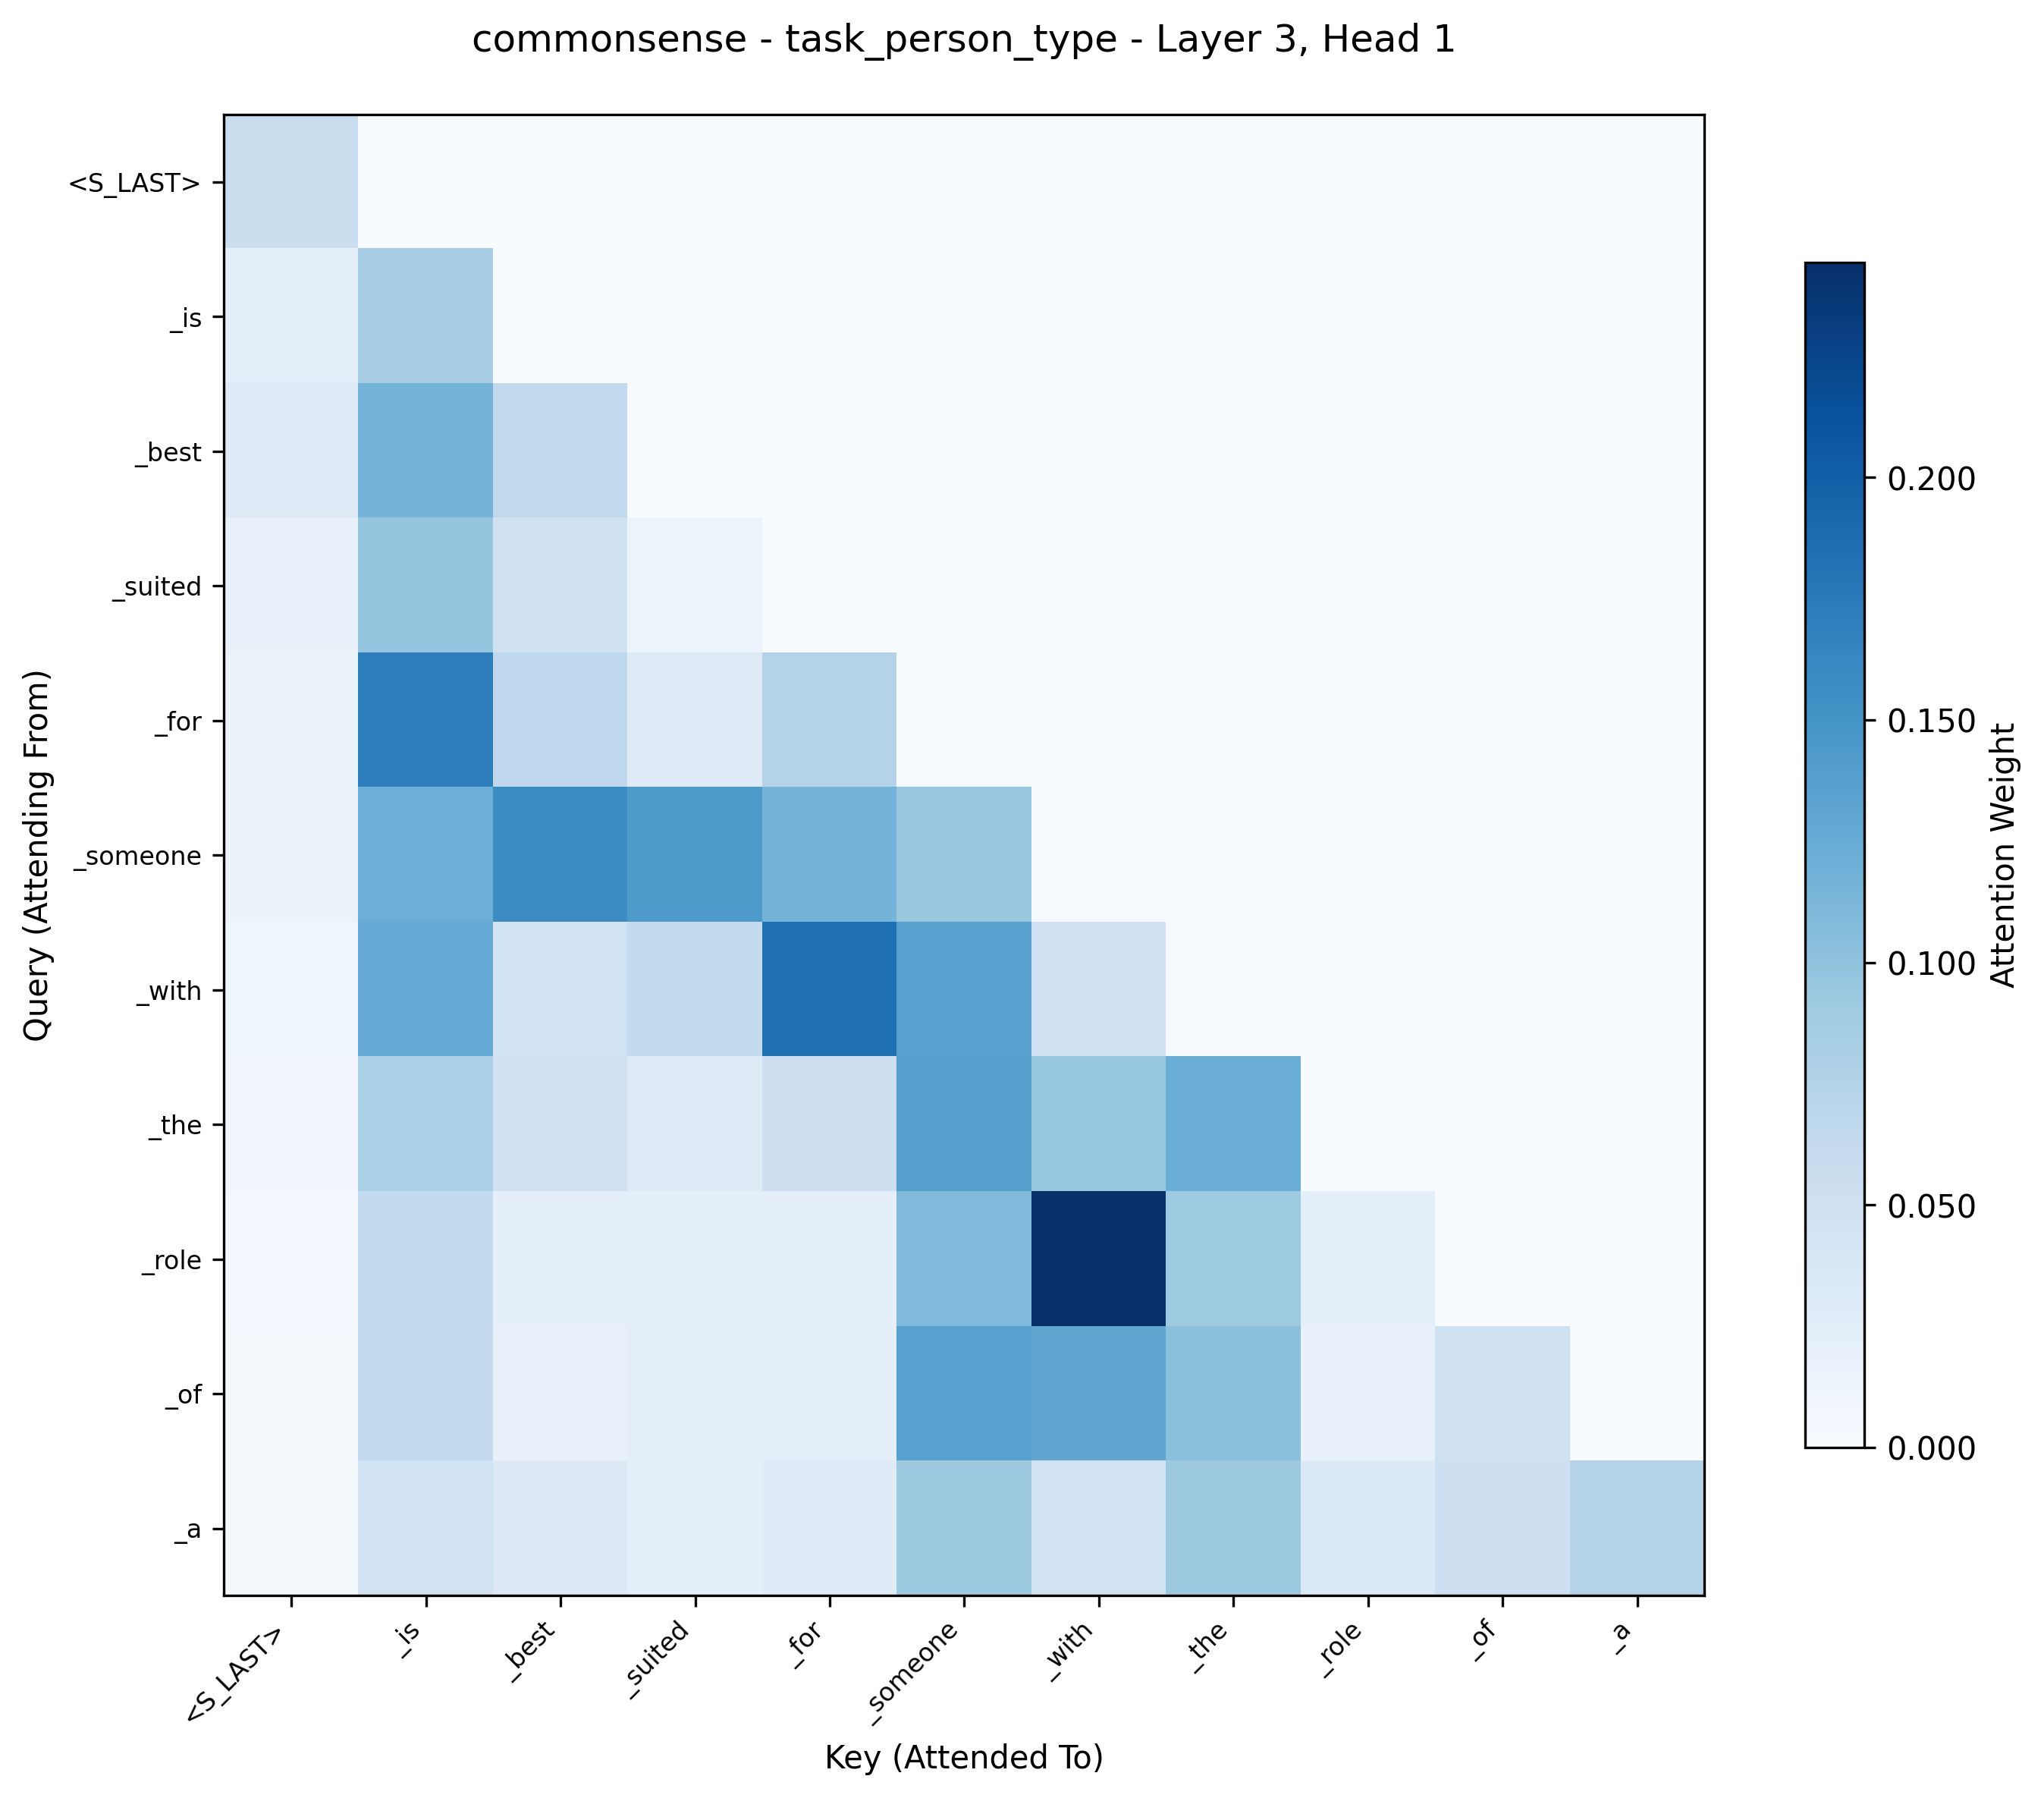 commonsense - task_person_type - Layer 3, Head 1
Query (Attending From)
<S_LAST>
_is
_best
_suited
_for
_someone
_with
_the
_role
_of
_a
<S_LAST>
_is
_best
_suited
_for
_someone
_with
_the
_role
_of
_a
Key (Attended To)
0.200
0.150
0.100
0.050
0.000
Attention Weight